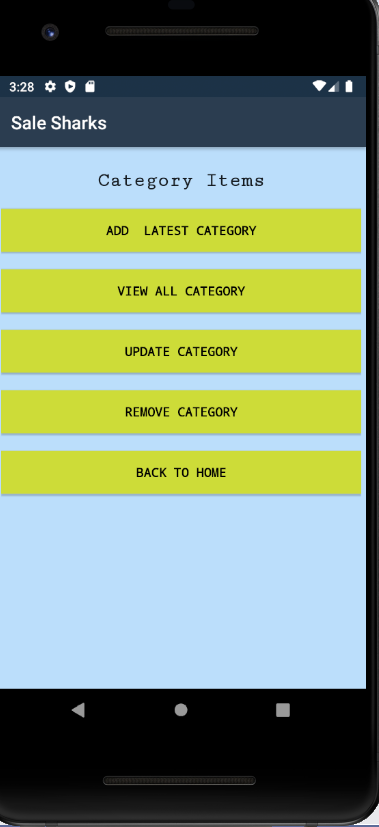 3:28
Sale Sharks
Category Items
ADD  LATEST CATEGORY
VIEW ALL CATEGORY
UPDATE CATEGORY
REMOVE CATEGORY
BACK TO HOME